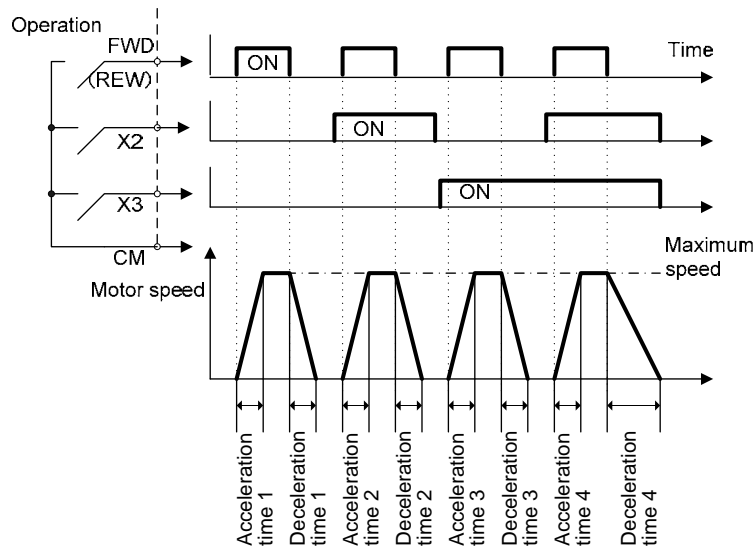 Operation
FWD
(REW)
X2
X3
CM
ON
Time
ON
ON
Motor speed
Maximum
speed
Acceleration
time 1
Deceleration
time 1
Acceleration
time 2
Deceleration
time 2
Acceleration
time 3
Deceleration
time 3
Acceleration
time 4
Deceleration
time 4